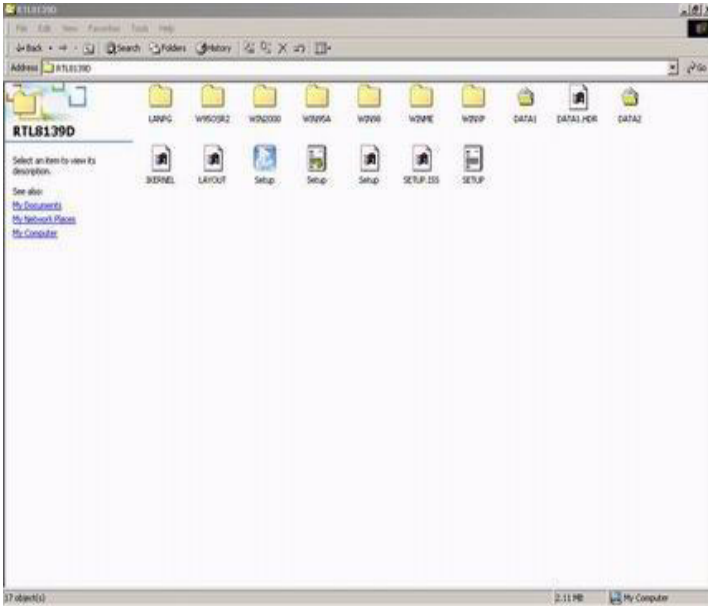 RTL8139D
File Edit View Favorites Tools Help
Back Search Folders History
Address RTL8139D Go
LANPG W95OSR2 WIN2000 WIN95A WIN98 WINME WINXP DATA1 DATA1.HDR DATA2
RTL8139D
Select an item to view its
description.
IKERNEL LAYOUT Setup Setup Setup SETUP.ISS SETUP
See also:
My Documents
My Network Places
My Computer
17 object(s) 2.11 MB My Computer